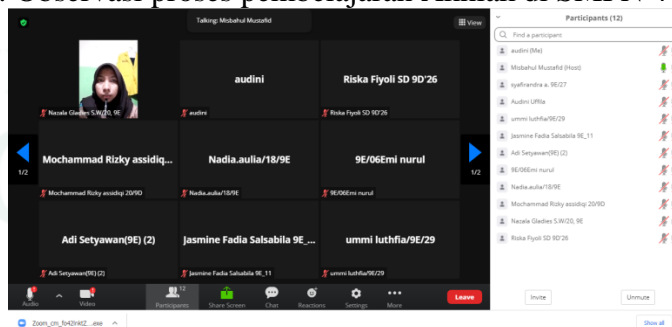 Talking: Misbahul Mustafid
View
Participants (12)
Find a participant
audini (Me)
Misbahul Mustafid (Host)
syafirandra a. 9E/27
Audini Uffila
ummi luthfia/9E/29
Jasmine Fadia Salsabila 9E_11
Adi Setyawan(9E) (2)
9E/06Emi nurul
Nadia.aulia/18/9E
Mochammad Rizky assidiqi 20/9D
Nazala Gladies S.W/20, 9E
Riska Fiyoli SD 9D'26
Nazala Gladies S.W/20, 9E
audini
audini
Riska Fiyoli SD 9D'26
Riska Fiyoli SD 9D'26
1/2
Mochammad Rizky assidiq...
Mochammad Rizky assidiqi 20/9D
Nadia.aulia/18/9E
Nadia.aulia/18/9E
9E/06Emi nurul
9E/06Emi nurul
1/2
Adi Setyawan(9E) (2)
Adi Setyawan(9E) (2)
Jasmine Fadia Salsabila 9E_...
Jasmine Fadia Salsabila 9E_11
ummi luthfia/9E/29
ummi luthfia/9E/29
Audio
Video
12
Participants
Share Screen
Chat
Reactions
Settings
More
Leave
Invite
Unmute
Show all